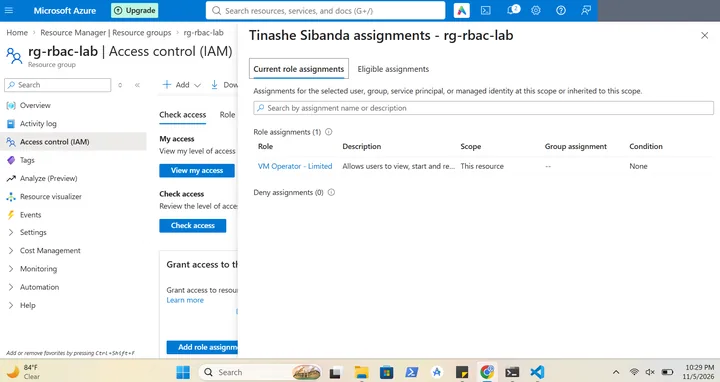 Microsoft Azure
Upgrade
Search resources, services, and docs (G+/)
2
Home > Resource Manager | Resource groups > rg-rbac-lab
rg-rbac-lab | Access control (IAM)
Resource group
Search
Overview
Activity log
Access control (IAM)
Tags
Analyze (Preview)
Resource visualizer
Events
Settings
Cost Management
Monitoring
Automation
Help
Add or remove favorites by pressing Ctrl+Shift+F
Add
Dow
Check access
Role
My access
View my level of access
View my access
Check access
Review the level of acces
Check access
Grant access to th
Grant access to resou
Learn more
Add role assignm
Tinashe Sibanda assignments - rg-rbac-lab
Current role assignments
Eligible assignments
Assignments for the selected user, group, service principal, or managed identity at this scope or inherited to this scope.
Search by assignment name or description
Role assignments (1)
Role Description Scope Group assignment Condition
VM Operator - Limited Allows users to view, start and re... This resource -- None
Deny assignments (0)
84°F
Clear
Search
10:29 PM
11/5/2026